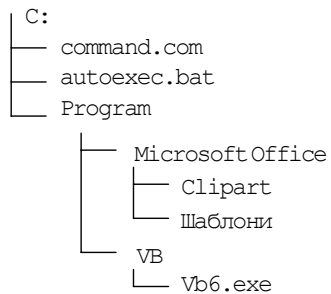 C:
command.com
autoexec.bat
Program
Microsoft Office
Clipart
Шаблони
VB
Vb6.exe